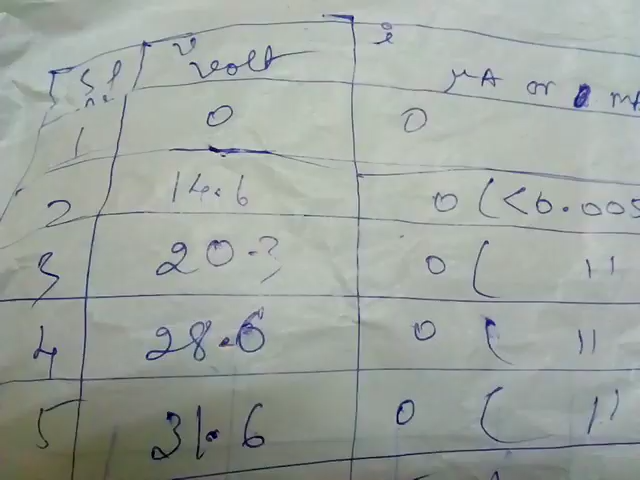 Sl no V volt i μA or mA
1 0 0
2 14.6 0 (<0.005
3 20.3 0 ( "
4 28.6 0 ( "
5 31.6 0 ( "